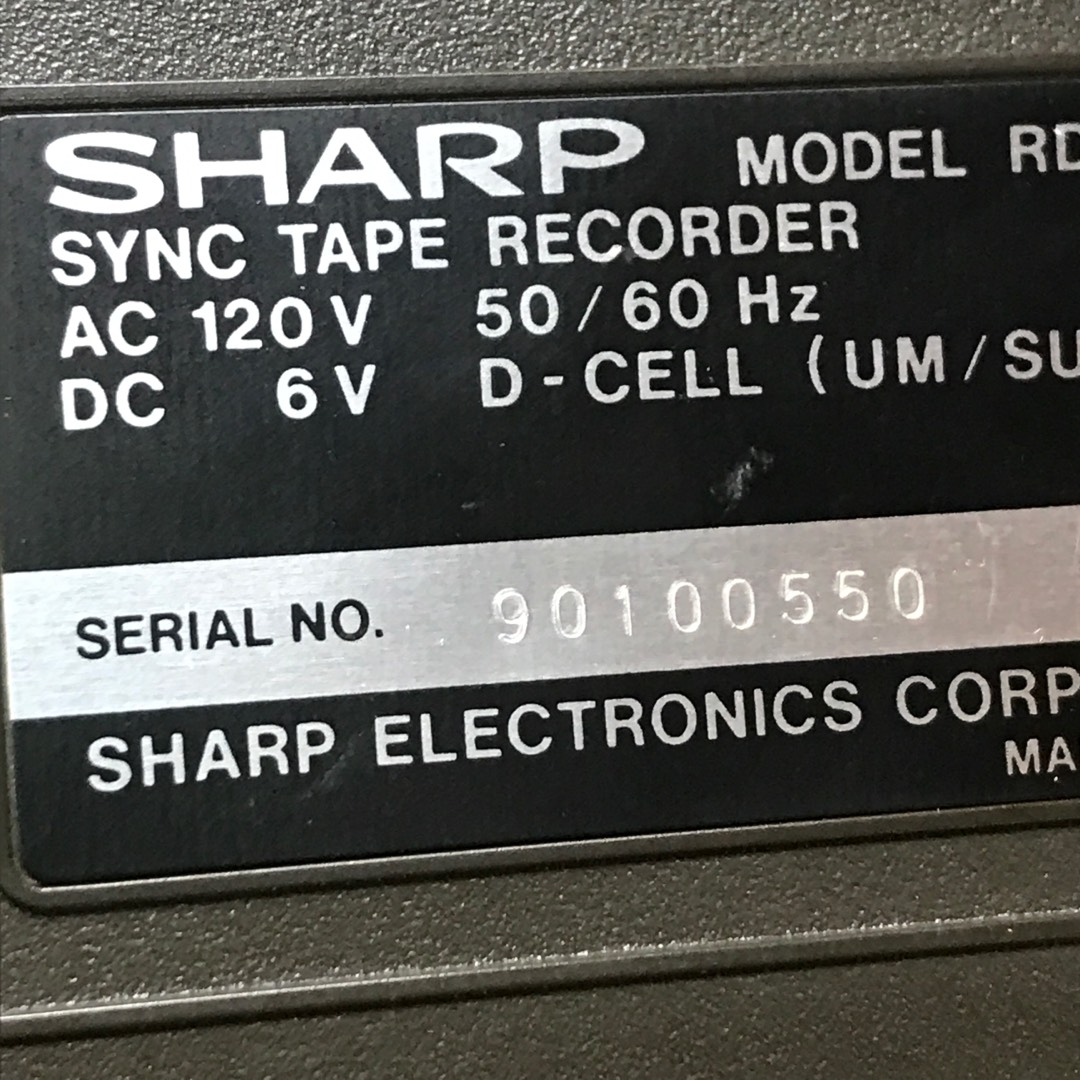 SHARP MODEL RD
SYNC TAPE RECORDER
AC 120 V 50 / 60 Hz
DC 6 V D-CELL (UM/SU
SERIAL NO. 90100550
SHARP ELECTRONICS CORP
MA